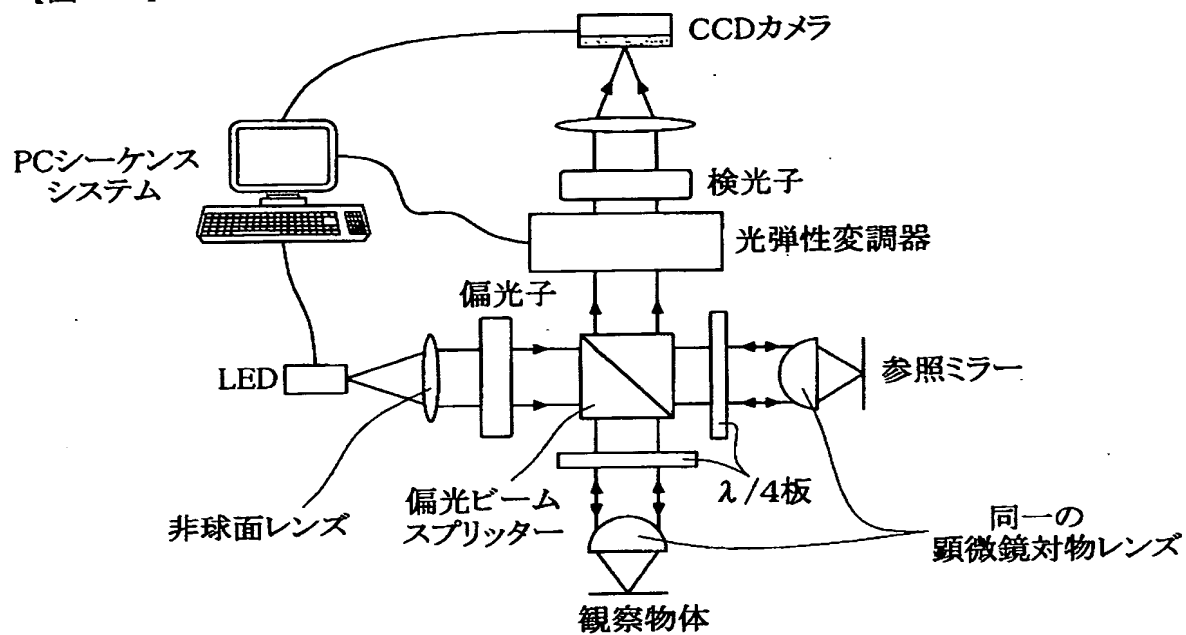 CCDカメラ
PCシーケンス
システム
検光子
光弾性変調器
偏光子
LED
参照ミラー
λ/4板
非球面レンズ
偏光ビーム
スプリッター
同一の
顕微鏡対物レンズ
観察物体